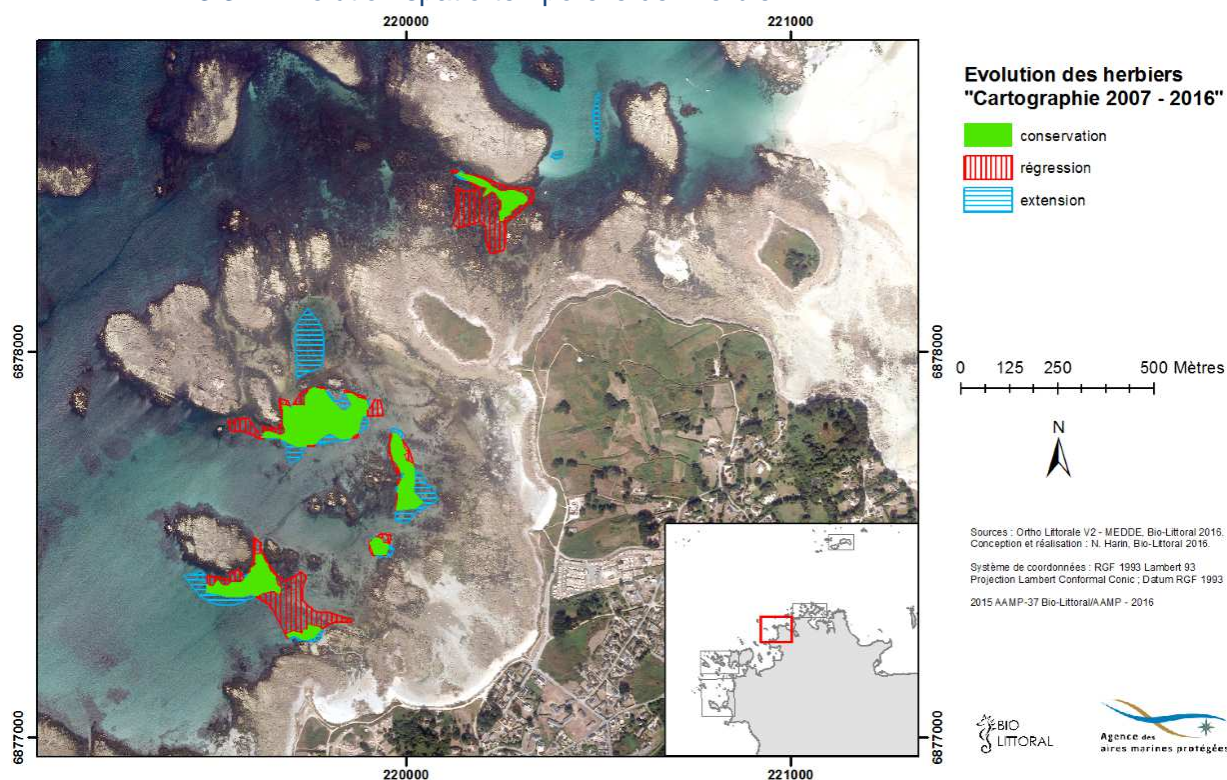 220000
221000
Evolution des herbiers
"Cartographie 2007 - 2016"
conservation
régression
extension
6878000
6878000
0 125 250 500 Mètres
N
Sources : Ortho Littorale V2 - MEDDE, Bio-Littoral 2016.
Conception et réalisation : N. Harin, Bio-Littoral 2016.
Système de coordonnées : RGF 1993 Lambert 93
Projection Lambert Conformal Conic ; Datum RGF 1993
2015 AAMP-37 Bio-Littoral/AAMP - 2016
BIO
LITTORAL
Agence des
aires marines protégées
6877000
6877000
220000
221000